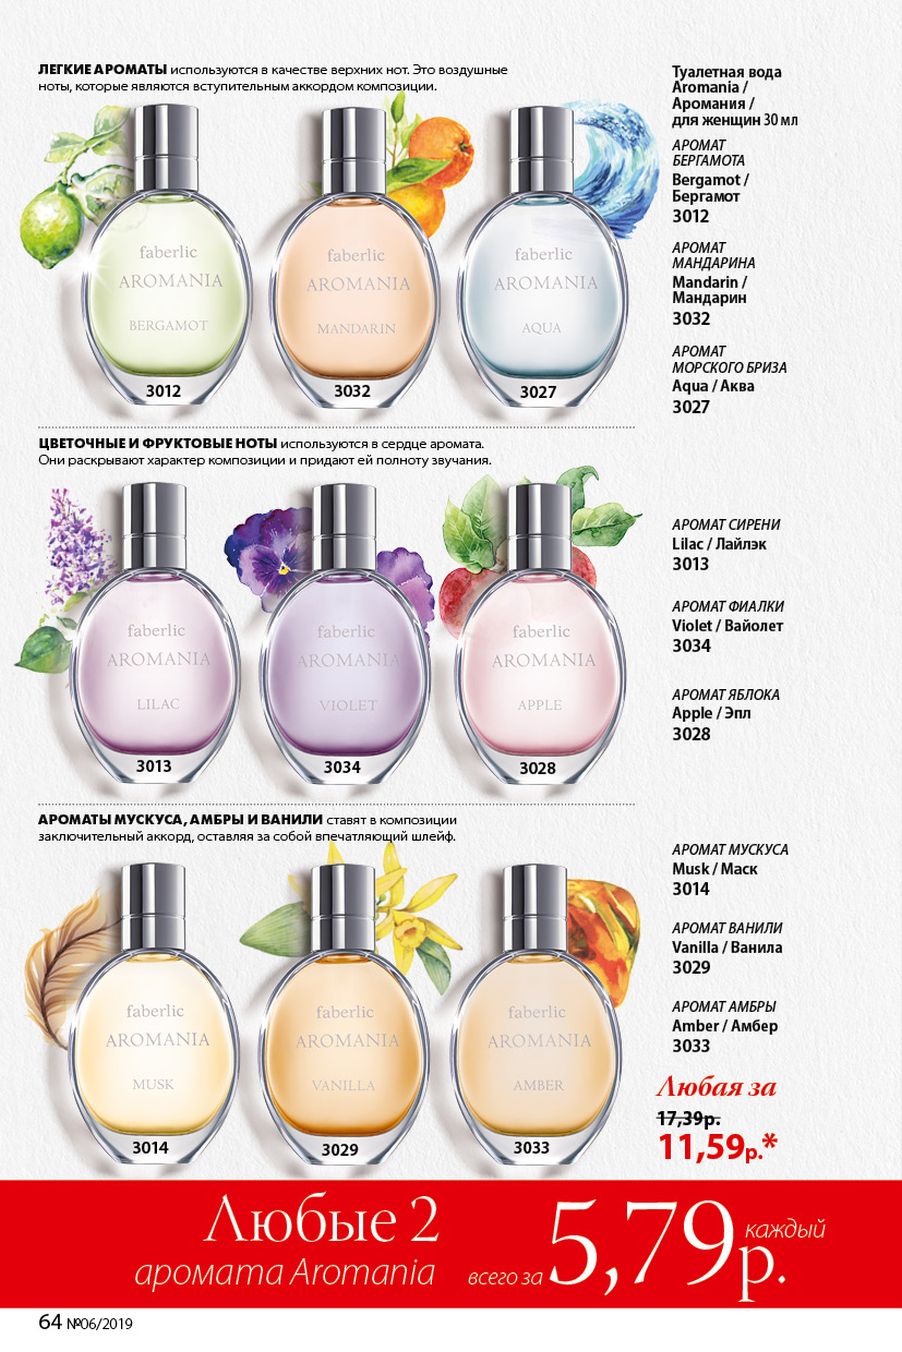 ЛЕГКИЕ АРОМАТЫ используются в качестве верхних нот. Это воздушные
ноты, которые являются вступительным аккордом композиции.
faberlic
AROMANIA
BERGAMOT
3012
faberlic
AROMANIA
MANDARIN
3032
faberlic
AROMANIA
AQUA
3027
Туалетная вода
Aromania /
Аромания /
для женщин 30 мл
АРОМАТ
БЕРГАМОТА
Bergamot /
Бергамот
3012
АРОМАТ
МАНДАРИНА
Mandarin /
Мандарин
3032
АРОМАТ
МОРСКОГО БРИЗА
Aqua / Аква
3027
ЦВЕТОЧНЫЕ И ФРУКТОВЫЕ НОТЫ используются в сердце аромата.
Они раскрывают характер композиции и придают ей полноту звучания.
faberlic
AROMANIA
LILAC
3013
faberlic
AROMANIA
VIOLET
3034
faberlic
AROMANIA
APPLE
3028
АРОМАТ СИРЕНИ
Lilac / Лайлэк
3013
АРОМАТ ФИАЛКИ
Violet / Вайолет
3034
АРОМАТ ЯБЛОКА
Apple / Эпл
3028
АРОМАТЫ МУСКУСА, АМБРЫ И ВАНИЛИ ставят в композиции
заключительный аккорд, оставляя за собой впечатляющий шлейф.
faberlic
AROMANIA
MUSK
3014
faberlic
AROMANIA
VANILLA
3029
faberlic
AROMANIA
AMBER
3033
АРОМАТ МУСКУСА
Musk / Маск
3014
АРОМАТ ВАНИЛИ
Vanilla / Ванила
3029
АРОМАТ АМБРЫ
Amber / Амбер
3033
Любая за
17,39р.
11,59р.*
Любые 2
аромата Aromania
всего за 5,79р. каждый
64 №06/2019